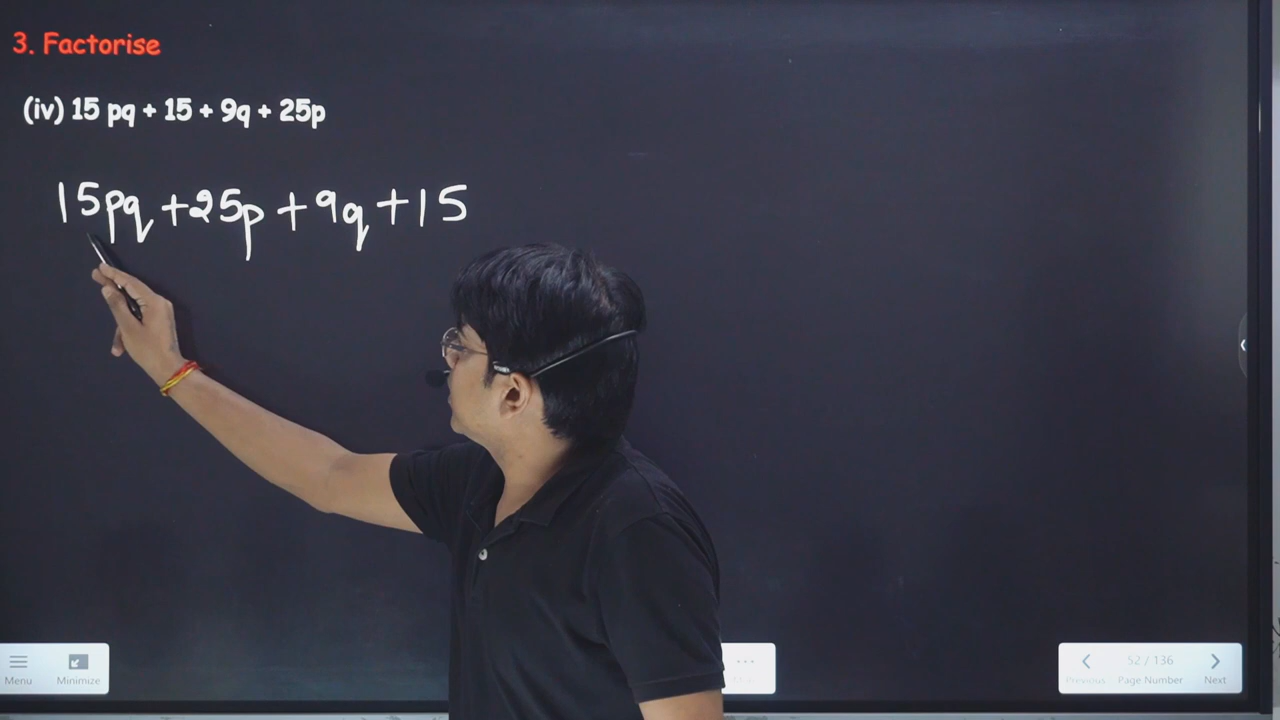 3. Factorise
(iv) 15 pq + 15 + 9q + 25p
15pq + 25p + 9q + 15
Menu
Minimize
52 / 136
Previous
Page Number
Next